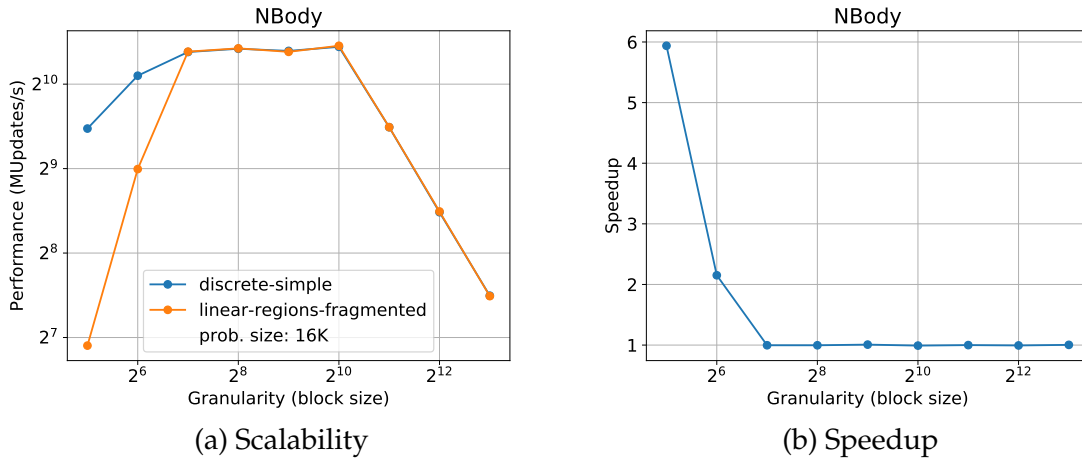 NBody
Performance (MUpdates/s)
2^10
2^9
2^8
2^7
discrete-simple
linear-regions-fragmented
prob. size: 16K
2^6 2^8 2^10 2^12
Granularity (block size)
(a) Scalability
NBody
Speedup
6
5
4
3
2
1
2^6 2^8 2^10 2^12
Granularity (block size)
(b) Speedup